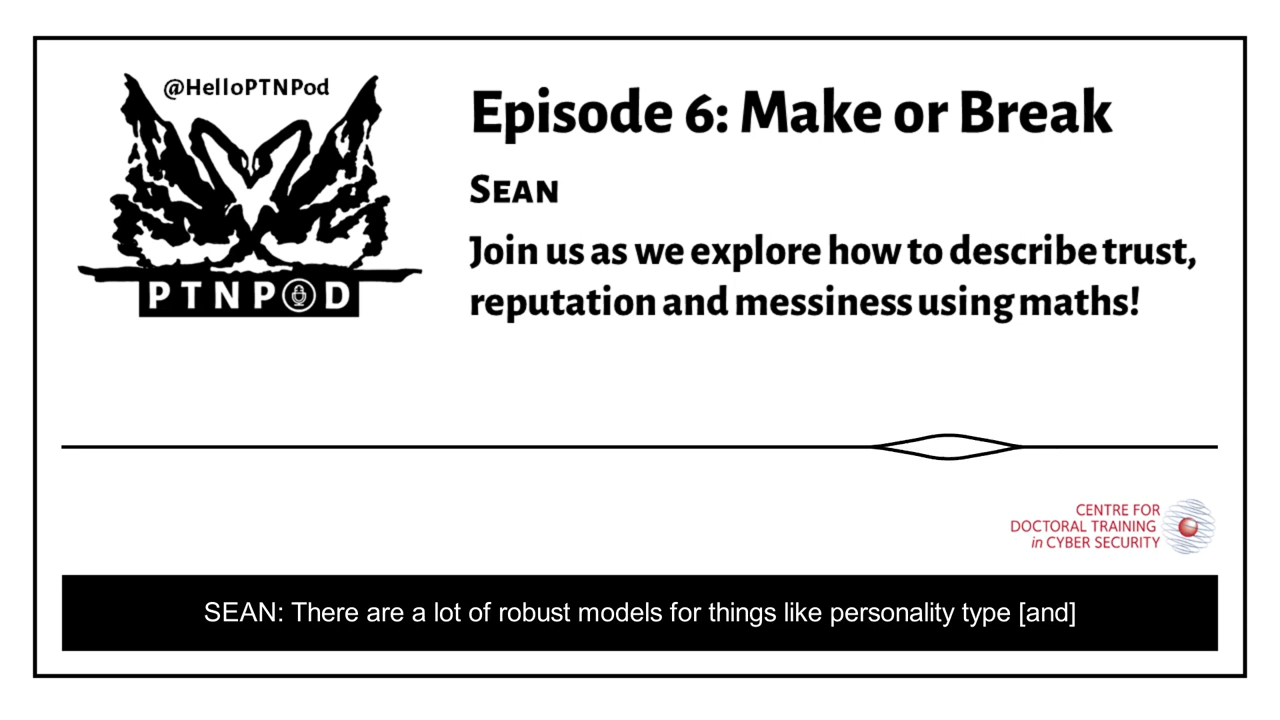 @HelloPTNPod
PTNPOD
Episode 6: Make or Break
SEAN
Join us as we explore how to describe trust,
reputation and messiness using maths!
CENTRE FOR
DOCTORAL TRAINING
in CYBER SECURITY
SEAN: There are a lot of robust models for things like personality type [and]